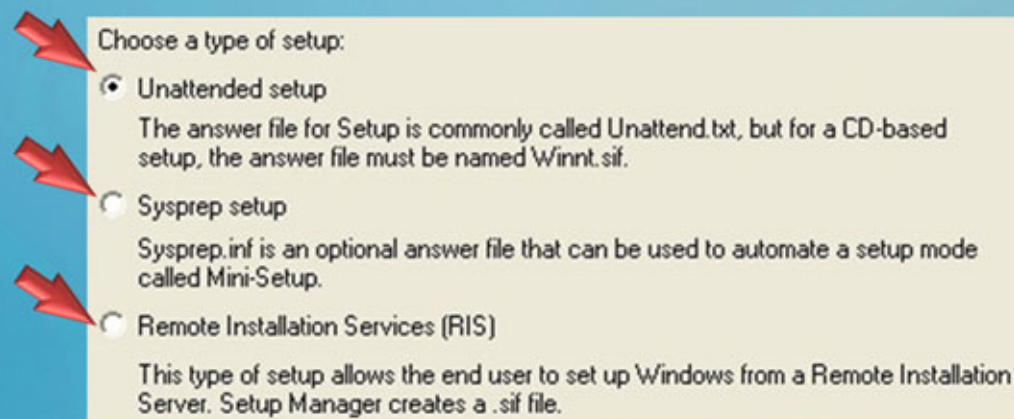 Choose a type of setup:
Unattended setup
The answer file for Setup is commonly called Unattend.txt, but for a CD-based
setup, the answer file must be named Winnt.sif.
Sysprep setup
Sysprep.inf is an optional answer file that can be used to automate a setup mode
called Mini-Setup.
Remote Installation Services (RIS)
This type of setup allows the end user to set up Windows from a Remote Installation
Server. Setup Manager creates a .sif file.